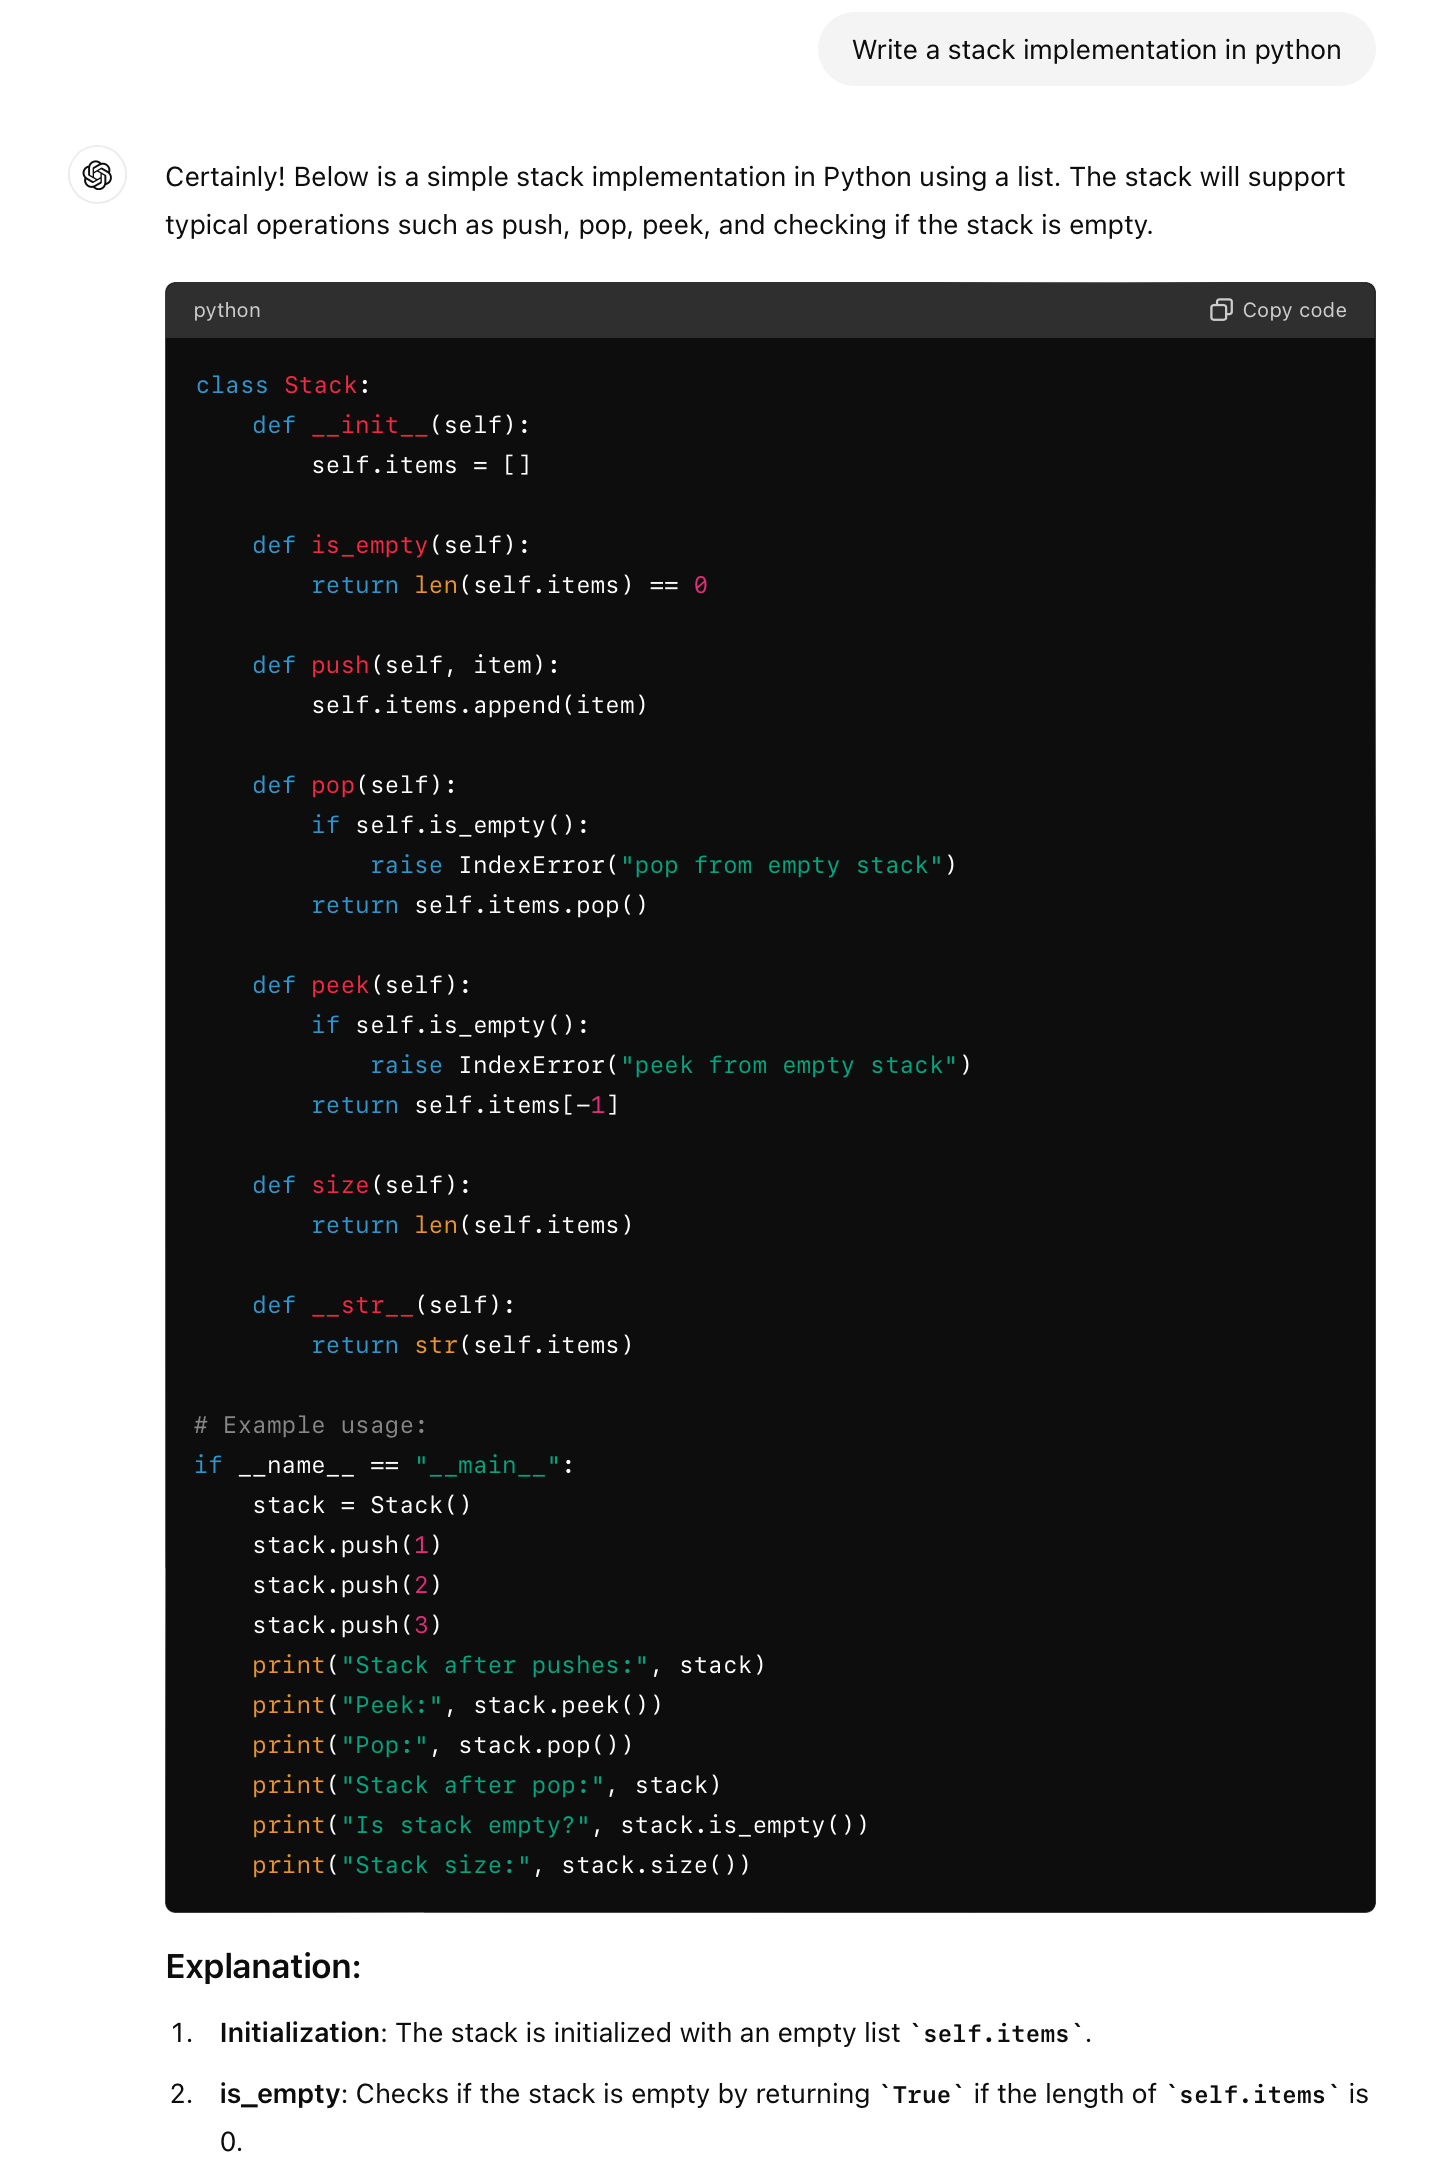 Write a stack implementation in python
Certainly! Below is a simple stack implementation in Python using a list. The stack will support
typical operations such as push, pop, peek, and checking if the stack is empty.
python
Copy code
class Stack:
    def __init__(self):
        self.items = []
    def is_empty(self):
        return len(self.items) == 0
    def push(self, item):
        self.items.append(item)
    def pop(self):
        if self.is_empty():
            raise IndexError("pop from empty stack")
        return self.items.pop()
    def peek(self):
        if self.is_empty():
            raise IndexError("peek from empty stack")
        return self.items[-1]
    def size(self):
        return len(self.items)
    def __str__(self):
        return str(self.items)
# Example usage:
if __name__ == "__main__":
    stack = Stack()
    stack.push(1)
    stack.push(2)
    stack.push(3)
    print("Stack after pushes:", stack)
    print("Peek:", stack.peek())
    print("Pop:", stack.pop())
    print("Stack after pop:", stack)
    print("Is stack empty?", stack.is_empty())
    print("Stack size:", stack.size())
Explanation:
1. Initialization: The stack is initialized with an empty list `self.items`.
2. is_empty: Checks if the stack is empty by returning `True` if the length of `self.items` is
0.